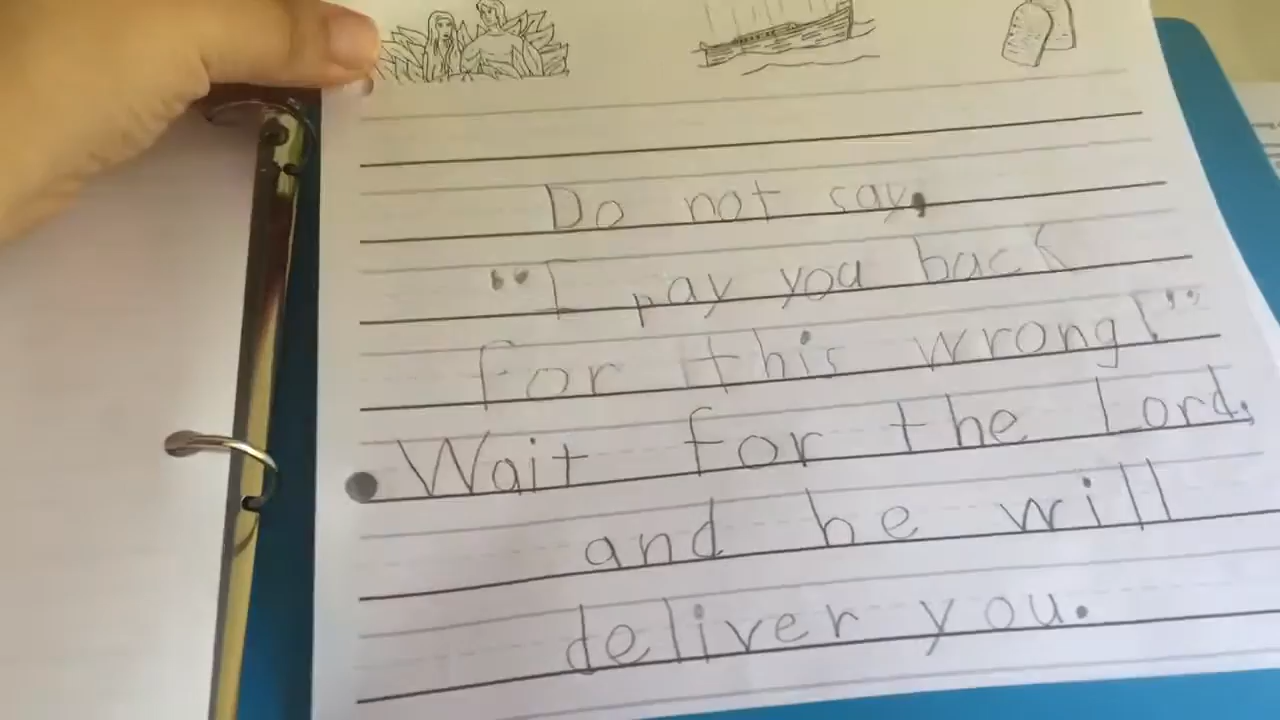 Do not say,
"I pay you back
for this wrong!"
Wait for the Lord,
and he will
deliver you.